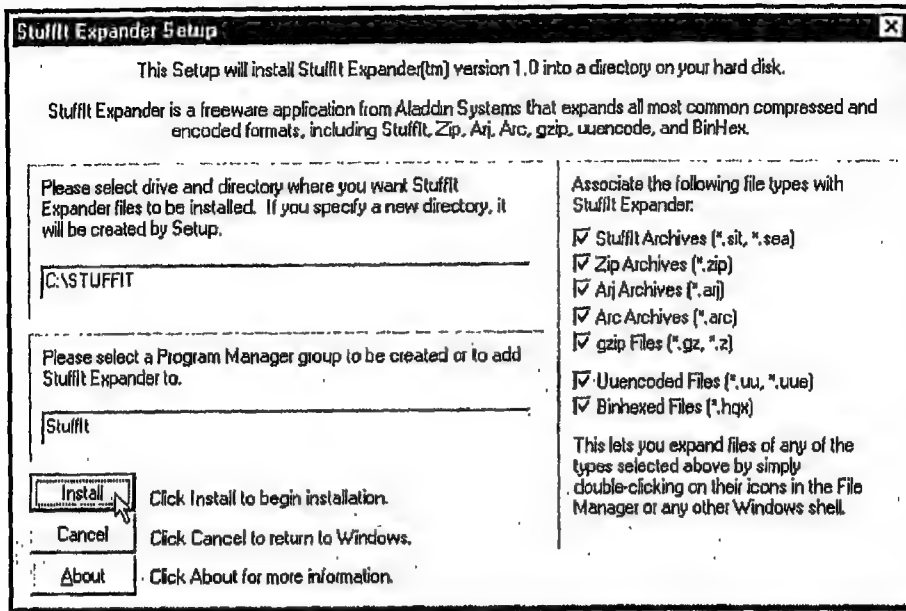 StuffIt Expander Setup
This Setup will install StuffIt Expander(tm) version 1.0 into a directory on your hard disk.
StuffIt Expander is a freeware application from Aladdin Systems that expands all most common compressed and
encoded formats, including StuffIt, Zip, Arj, Arc, gzip, uuencode, and BinHex.
Please select drive and directory where you want StuffIt
Expander files to be installed. If you specify a new directory, it
will be created by Setup.
C:\STUFFIT
Please select a Program Manager group to be created or to add
StuffIt Expander to.
StuffIt
Install
Click Install to begin installation.
Cancel
Click Cancel to return to Windows.
About
Click About for more information.
Associate the following file types with
StuffIt Expander:
StuffIt Archives (*.sit, *.sea)
Zip Archives (*.zip)
Arj Archives (*.arj)
Arc Archives (*.arc)
gzip Files (*.gz, *.z)
Uuencoded Files (*.uu, *.uue)
Binhexed Files (*.hqx)
This lets you expand files of any of the
types selected above by simply
double-clicking on their icons in the File
Manager or any other Windows shell.